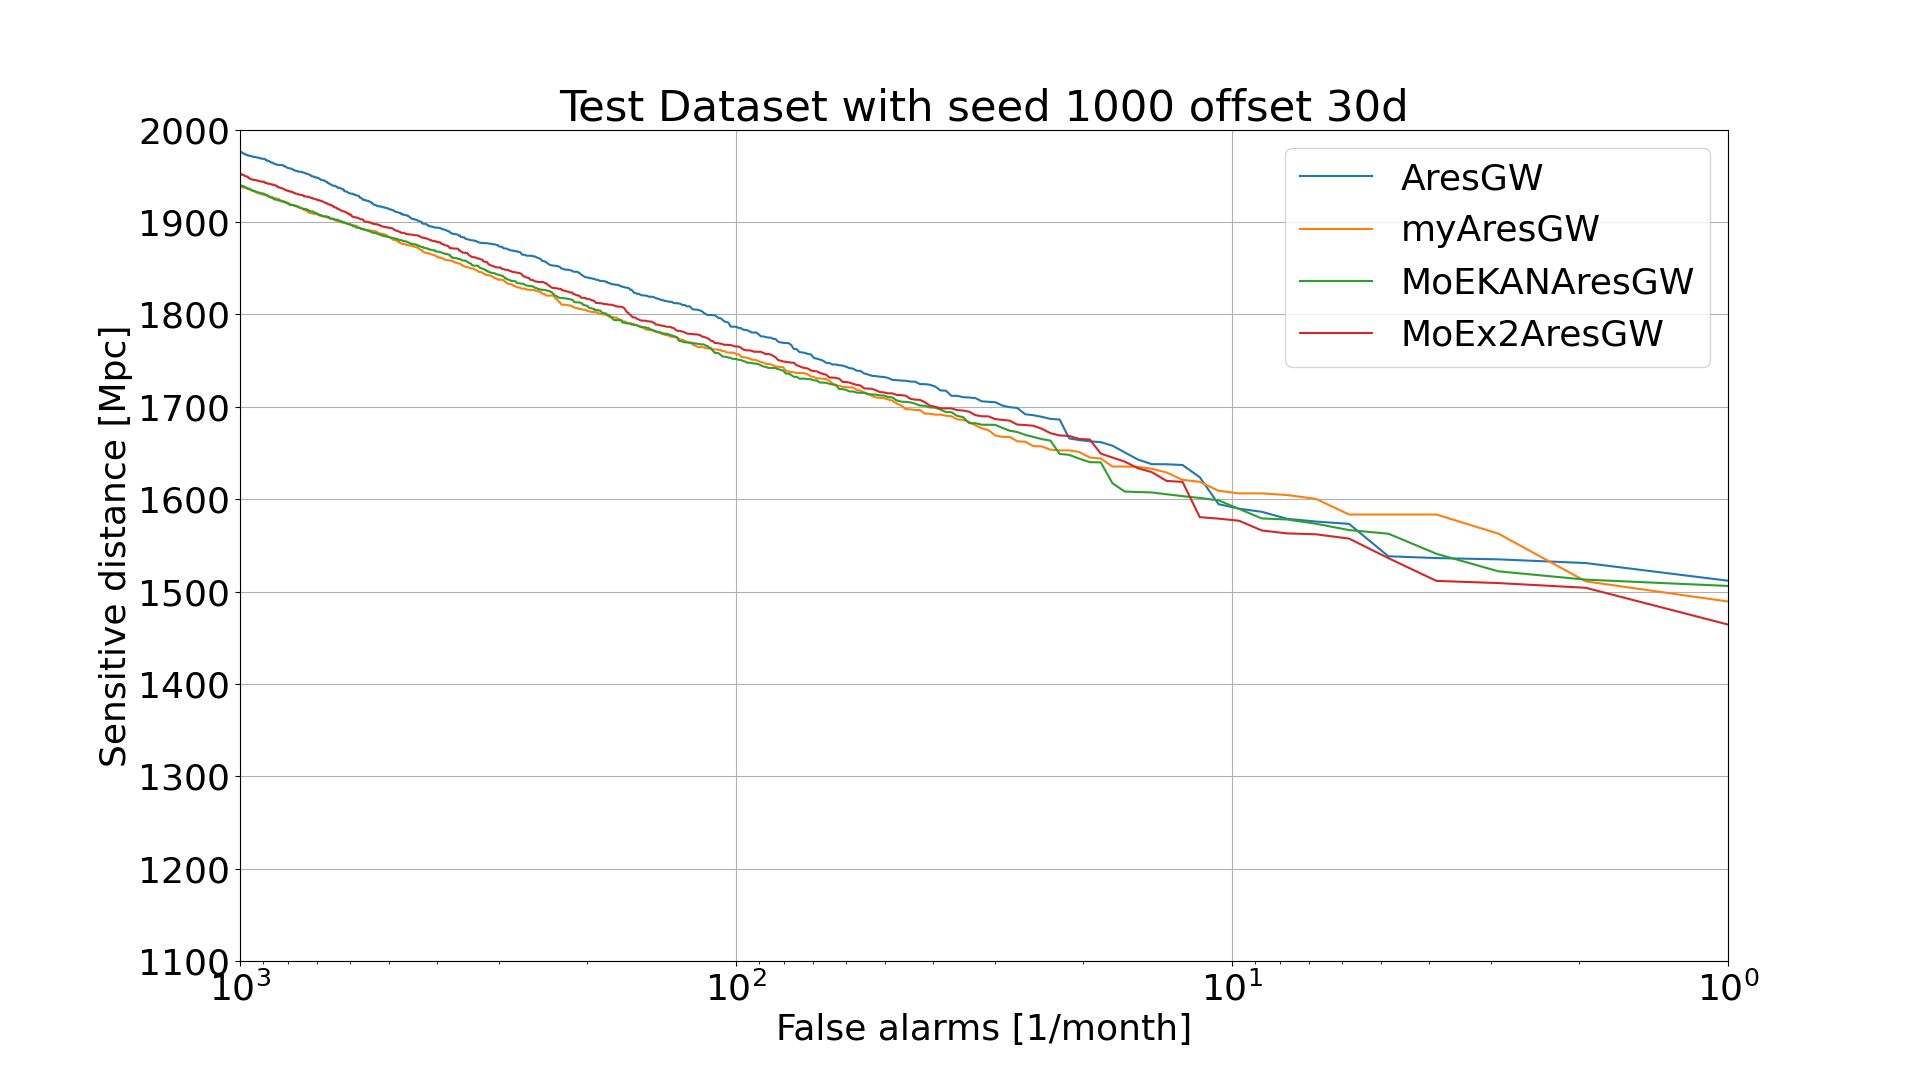 Test Dataset with seed 1000 offset 30d
2000
1900
1800
1700
1600
1500
1400
1300
1200
1100
Sensitive distance [Mpc]
AresGW
myAresGW
MoEKANAresGW
MoEx2AresGW
10³ 10² 10¹ 10⁰
False alarms [1/month]